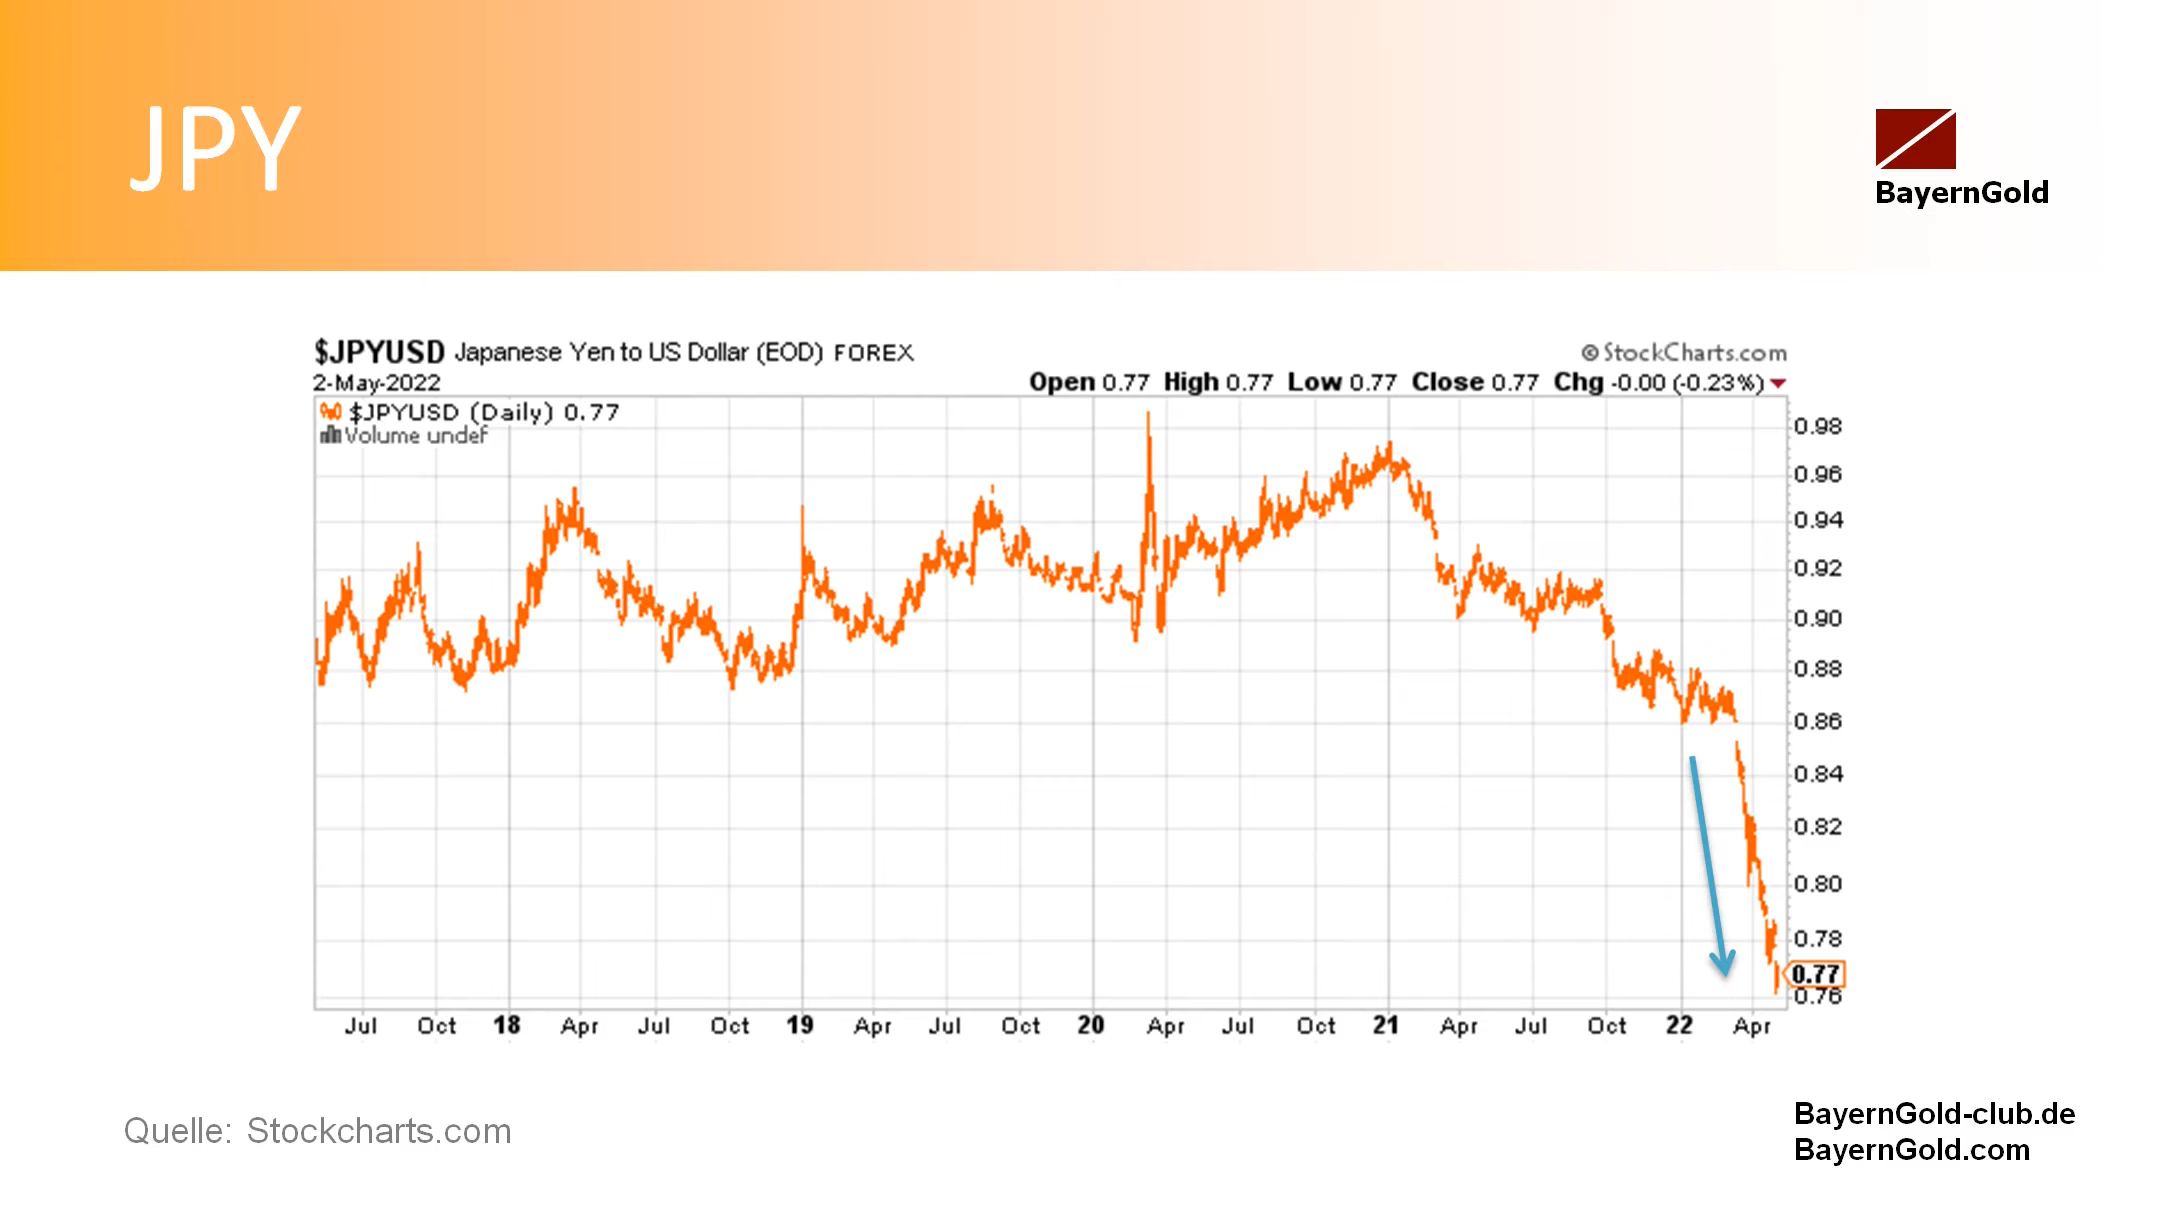 JPY
BayernGold
$JPYUSD Japanese Yen to US Dollar (EOD) FOREX
© StockCharts.com
2-May-2022
Open 0.77 High 0.77 Low 0.77 Close 0.77 Chg -0.00 (-0.23%)
$JPYUSD (Daily) 0.77
Volume undef
0.98
0.96
0.94
0.92
0.90
0.88
0.86
0.84
0.82
0.80
0.78
0.77
0.76
Jul Oct 18 Apr Jul Oct 19 Apr Jul Oct 20 Apr Jul Oct 21 Apr Jul Oct 22 Apr
Quelle: Stockcharts.com
BayernGold-club.de
BayernGold.com